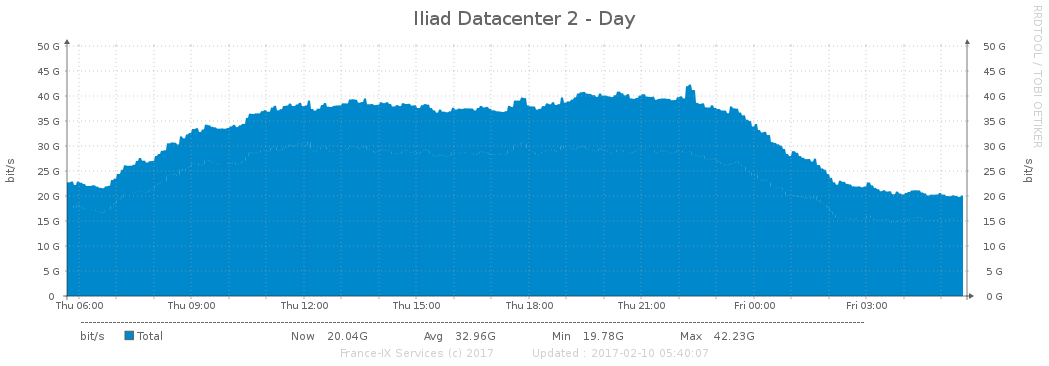 Iliad Datacenter 2 - Day
RRDTOOL / TOBI OETIKER
bit/s
50 G
45 G
40 G
35 G
30 G
25 G
20 G
15 G
10 G
5 G
0
50 G
45 G
40 G
35 G
30 G
25 G
20 G
15 G
10 G
5 G
0 G
bit/s
Thu 06:00 Thu 09:00 Thu 12:00 Thu 15:00 Thu 18:00 Thu 21:00 Fri 00:00 Fri 03:00
bit/s Total Now 20.04G Avg 32.96G Min 19.78G Max 42.23G
France-IX Services (c) 2017 Updated : 2017-02-10 05:40:07